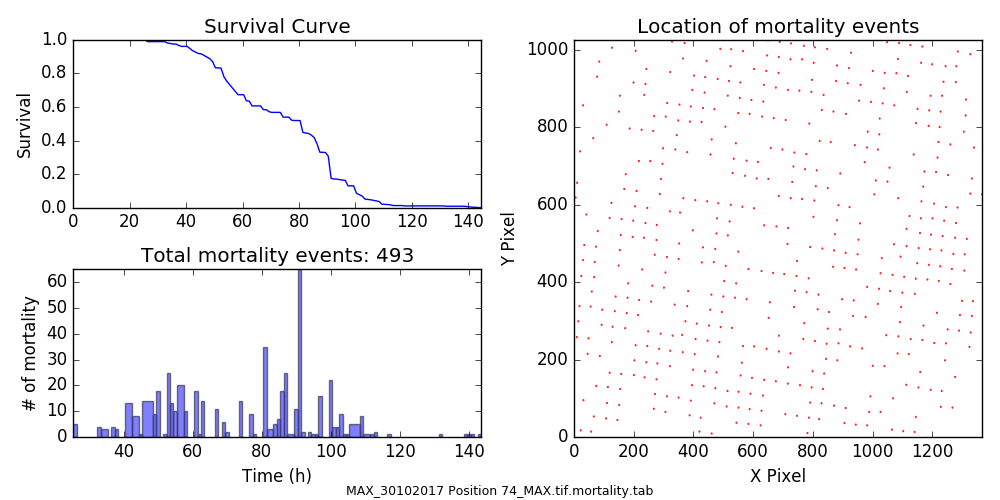 Survival Curve
1.0
0.8
0.6
0.4
0.2
0.0
Survival
0 20 40 60 80 100 120 140
Total mortality events: 493
60
50
40
30
20
10
0
# of mortality
40 60 80 100 120 140
Time (h)
Location of mortality events
1000
800
600
400
200
0
Y Pixel
0 200 400 600 800 1000 1200
X Pixel
MAX_30102017 Position 74_MAX.tif.mortality.tab